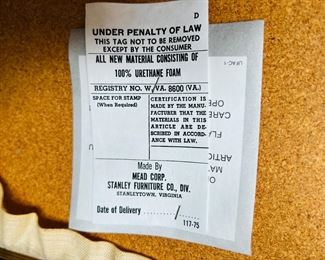 D
UNDER PENALTY OF LAW
THIS TAG NOT TO BE REMOVED
EXCEPT BY THE CONSUMER
ALL NEW MATERIAL CONSISTING OF
100% URETHANE FOAM
REGISTRY NO. W./VA. 8600 (VA.)
SPACE FOR STAMP
(When Required)
CERTIFICATION IS
MADE BY THE MANU-
FACTURER THAT THE
MATERIALS IN THIS
ARTICLE ARE DE-
SCRIBED IN ACCORD-
ANCE WITH LAW.
Made By
MEAD CORP.
STANLEY FURNITURE CO., DIV.
STANLEYTOWN, VIRGINIA
Date of Delivery
117-75
UFAC-1